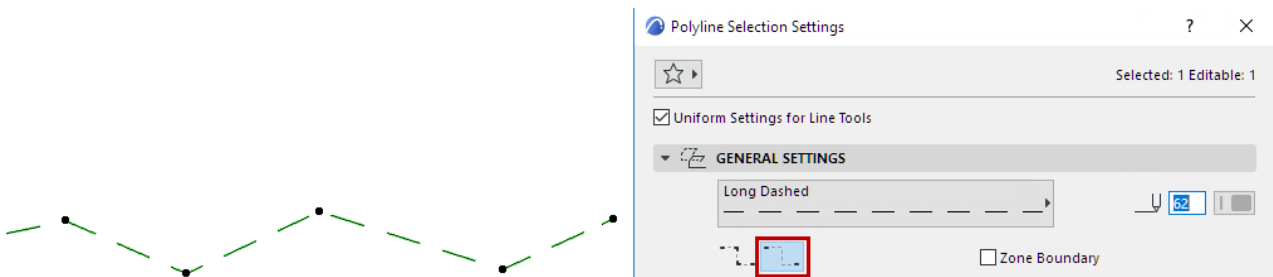 Polyline Selection Settings ?
Selected: 1 Editable: 1
Uniform Settings for Line Tools
GENERAL SETTINGS
Long Dashed
62
Zone Boundary